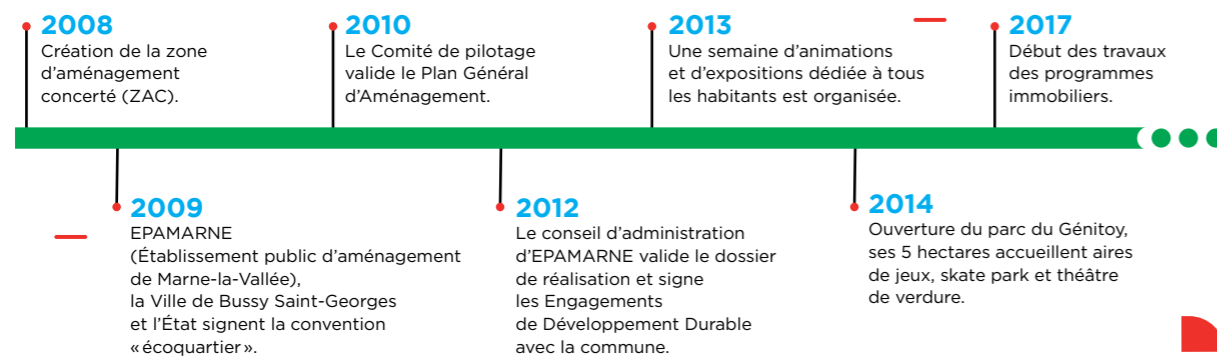 2008
Création de la zone
d’aménagement
concerté (ZAC).
2010
Le Comité de pilotage
valide le Plan Général
d’Aménagement.
2013
Une semaine d’animations
et d’expositions dédiée à tous
les habitants est organisée.
2017
Début des travaux
des programmes
immobiliers.
2009
EPAMARNE
(Établissement public d’aménagement
de Marne-la-Vallée),
la Ville de Bussy Saint-Georges
et l’État signent la convention
«écoquartier».
2012
Le conseil d’administration
d’EPAMARNE valide le dossier
de réalisation et signe
les Engagements
de Développement Durable
avec la commune.
2014
Ouverture du parc du Génitoy,
ses 5 hectares accueillent aires
de jeux, skate park et théâtre
de verdure.